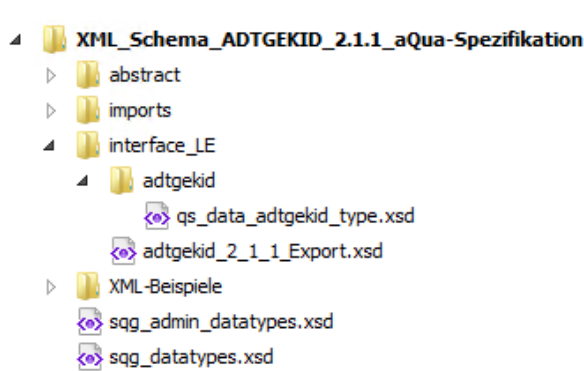 XML_Schema_ADTGEKID_2.1.1_aQua-Spezifikation
abstract
imports
interface_LE
adtgekid
qs_data_adtgekid_type.xsd
adtgekid_2_1_1_Export.xsd
XML-Beispiele
sqg_admin_datatypes.xsd
sqg_datatypes.xsd